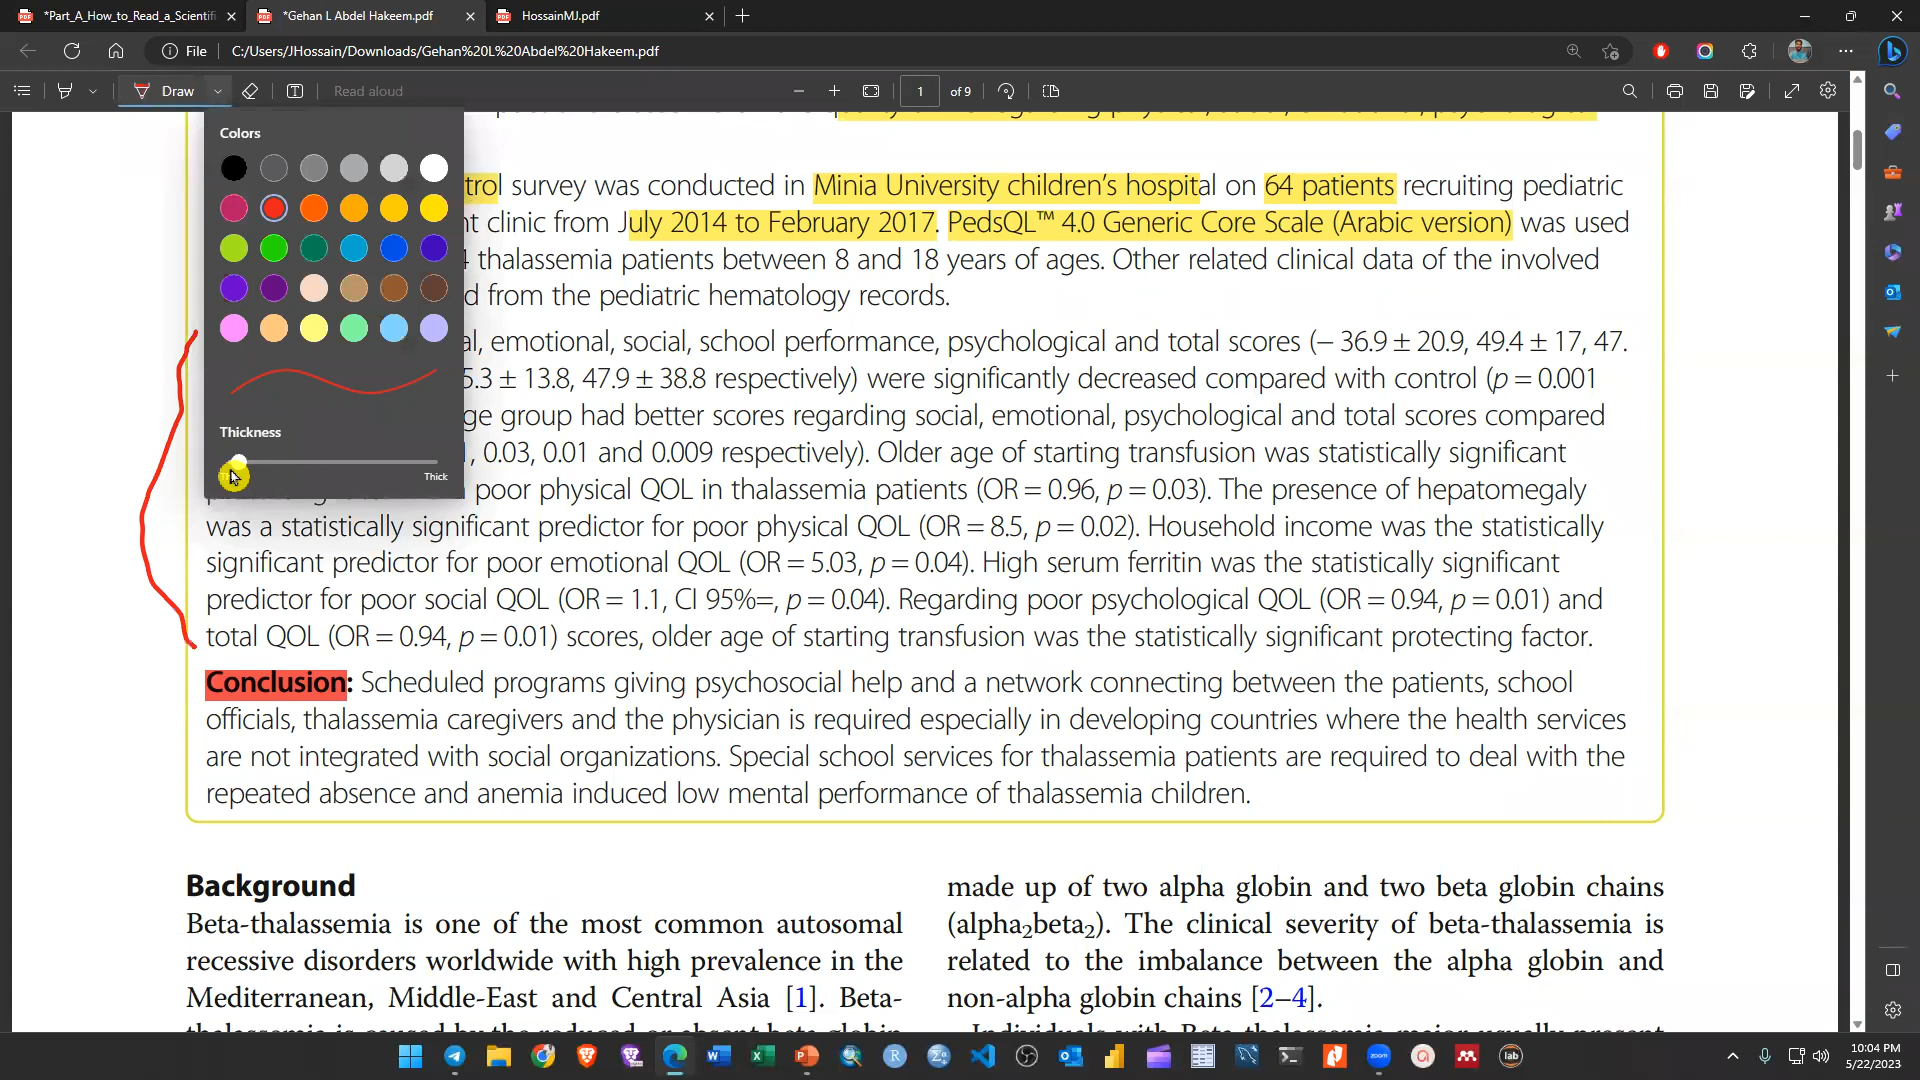 *Part_A_How_to_Read_a_Scientifi
*Gehan L Abdel Hakeem.pdf
HossainMJ.pdf
File
C:/Users/JHossain/Downloads/Gehan%20L%20Abdel%20Hakeem.pdf
Draw
Read aloud
1 of 9
Colors
trol survey was conducted in Minia University children’s hospital on 64 patients recruiting pediatric
nt clinic from July 2014 to February 2017. PedsQL™ 4.0 Generic Core Scale (Arabic version) was used
thalassemia patients between 8 and 18 years of ages. Other related clinical data of the involved
d from the pediatric hematology records.
al, emotional, social, school performance, psychological and total scores (− 36.9 ± 20.9, 49.4 ± 17, 47.
5.3 ± 13.8, 47.9 ± 38.8 respectively) were significantly decreased compared with control (p = 0.001
ge group had better scores regarding social, emotional, psychological and total scores compared
Thickness
, 0.03, 0.01 and 0.009 respectively). Older age of starting transfusion was statistically significant
Thick
poor physical QOL in thalassemia patients (OR = 0.96, p = 0.03). The presence of hepatomegaly
was a statistically significant predictor for poor physical QOL (OR = 8.5, p = 0.02). Household income was the statistically
significant predictor for poor emotional QOL (OR = 5.03, p = 0.04). High serum ferritin was the statistically significant
predictor for poor social QOL (OR = 1.1, CI 95%=, p = 0.04). Regarding poor psychological QOL (OR = 0.94, p = 0.01) and
total QOL (OR = 0.94, p = 0.01) scores, older age of starting transfusion was the statistically significant protecting factor.
Conclusion: Scheduled programs giving psychosocial help and a network connecting between the patients, school
officials, thalassemia caregivers and the physician is required especially in developing countries where the health services
are not integrated with social organizations. Special school services for thalassemia patients are required to deal with the
repeated absence and anemia induced low mental performance of thalassemia children.
Background
Beta-thalassemia is one of the most common autosomal
recessive disorders worldwide with high prevalence in the
Mediterranean, Middle-East and Central Asia [1]. Beta-
made up of two alpha globin and two beta globin chains
(alpha2beta2). The clinical severity of beta-thalassemia is
related to the imbalance between the alpha globin and
non-alpha globin chains [2–4].
Individuals with Beta-thalassemia major usually present
zoom
lab
10:04 PM
5/22/2023